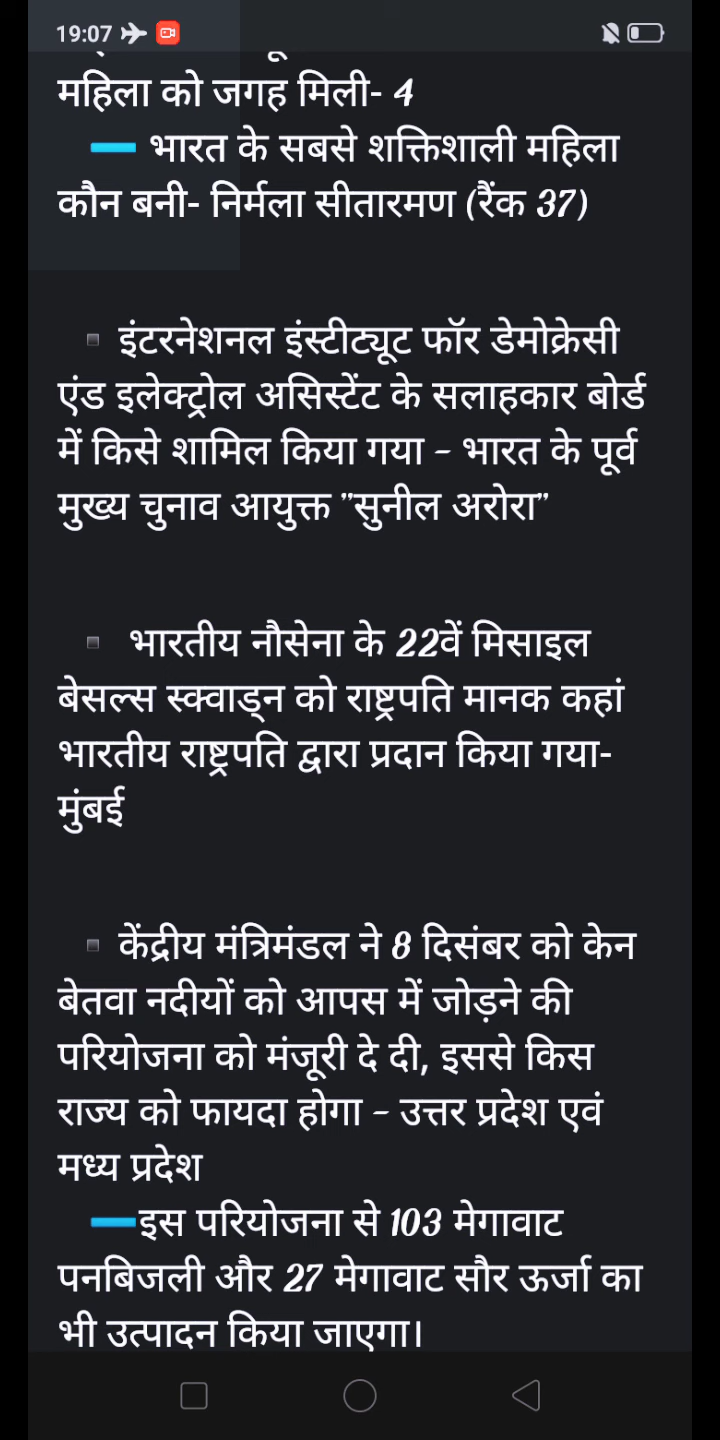 19:07
महिला को जगह मिली- 4
भारत के सबसे शक्तिशाली महिला
कौन बनी- निर्मला सीतारमण (रैंक 37)
▪ इंटरनेशनल इंस्टीट्यूट फॉर डेमोक्रेसी
एंड इलेक्ट्रोल असिस्टेंट के सलाहकार बोर्ड
में किसे शामिल किया गया - भारत के पूर्व
मुख्य चुनाव आयुक्त "सुनील अरोरा"
▪ भारतीय नौसेना के 22वें मिसाइल
बेसल्स स्क्वाड्न को राष्ट्रपति मानक कहां
भारतीय राष्ट्रपति द्वारा प्रदान किया गया-
मुंबई
▪ केंद्रीय मंत्रिमंडल ने 8 दिसंबर को केन
बेतवा नदीयों को आपस में जोड़ने की
परियोजना को मंजूरी दे दी, इससे किस
राज्य को फायदा होगा - उत्तर प्रदेश एवं
मध्य प्रदेश
इस परियोजना से 103 मेगावाट
पनबिजली और 27 मेगावाट सौर ऊर्जा का
भी उत्पादन किया जाएगा।